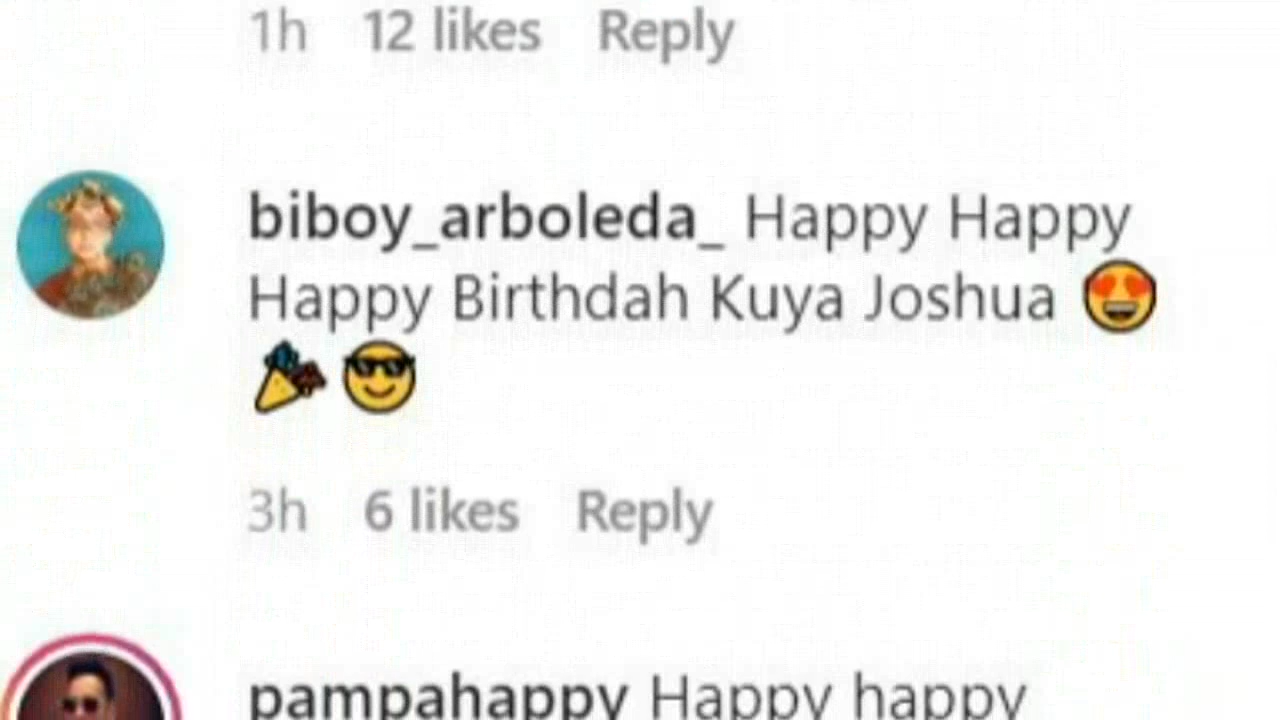 1h 12 likes Reply
biboy_arboleda_ Happy Happy
Happy Birthdah Kuya Joshua 😍
🎉 😎
3h 6 likes Reply
pampahappy Happy happy